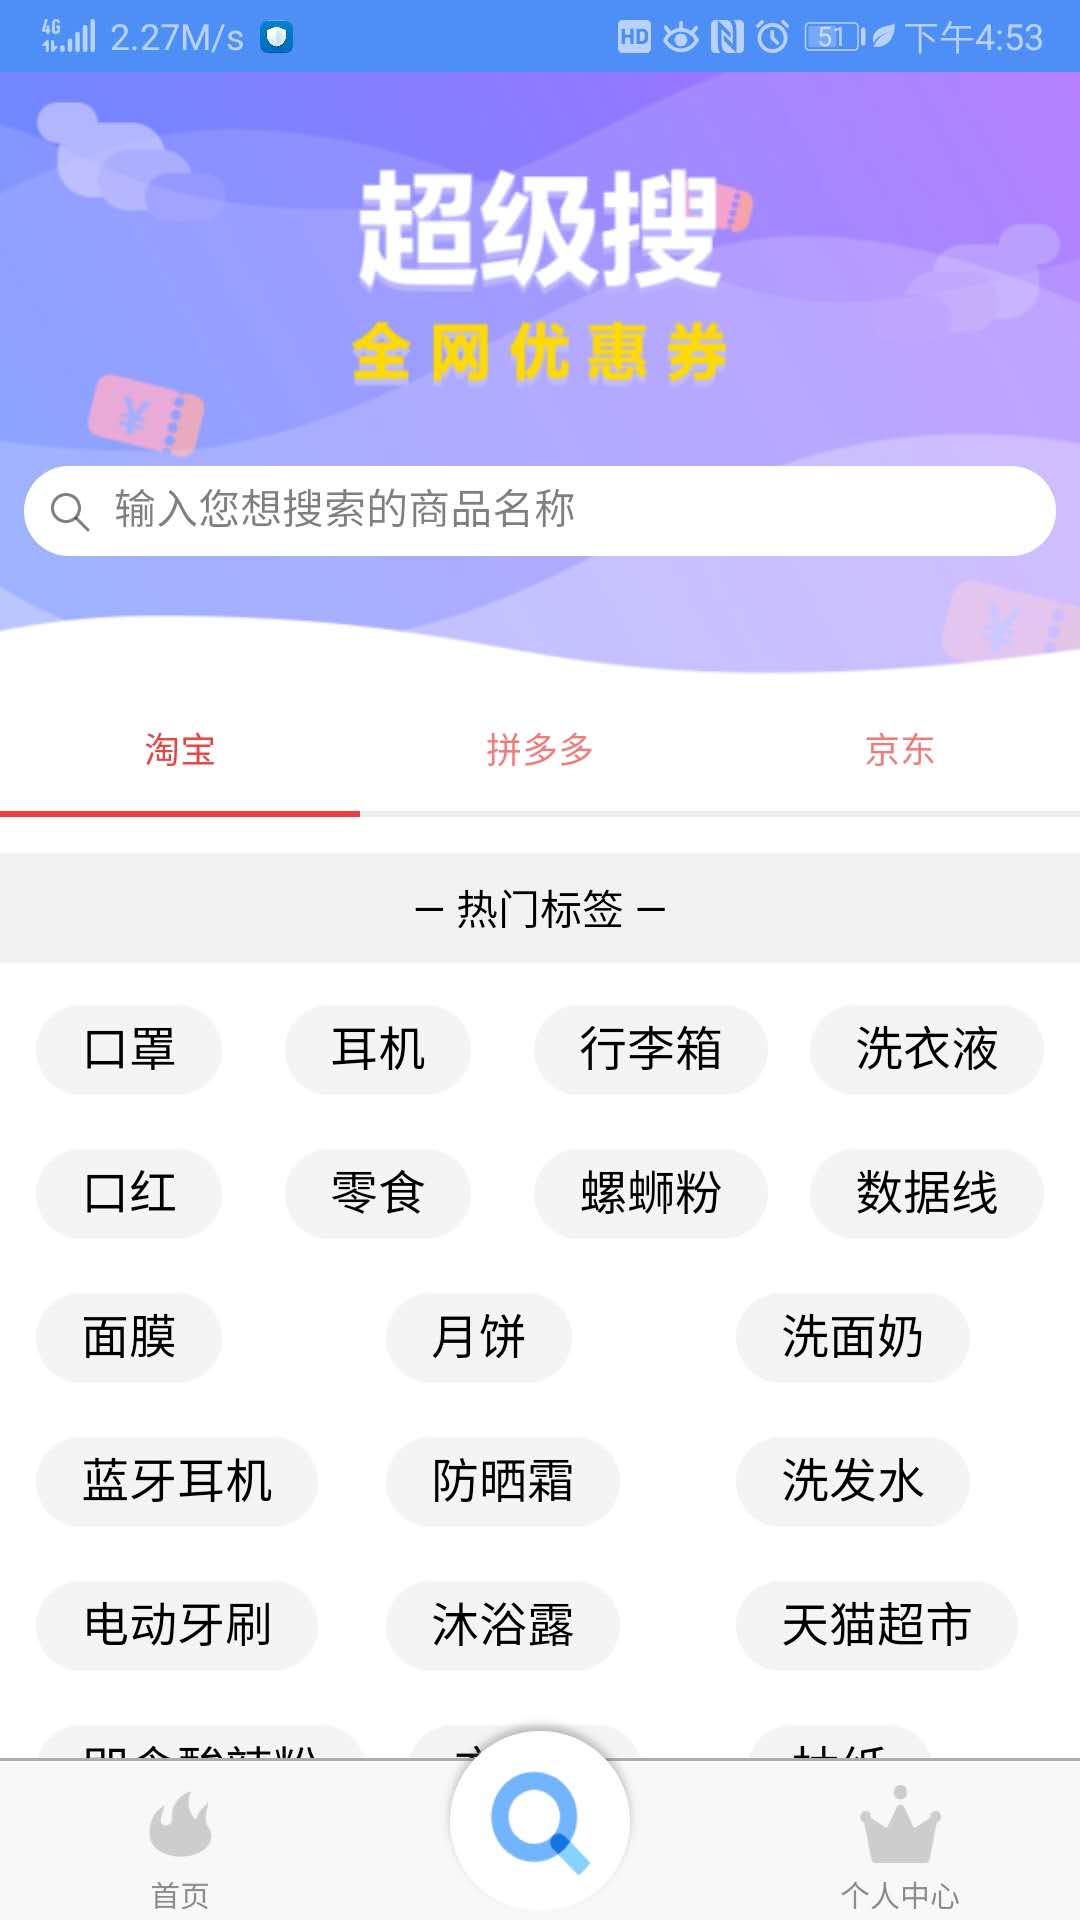 4G 2.27M/s HD 51 下午4:53
超级搜
全网优惠券
¥
输入您想搜索的商品名称
¥
淘宝 拼多多 京东
— 热门标签 —
口罩 耳机 行李箱 洗衣液
口红 零食 螺蛳粉 数据线
面膜 月饼 洗面奶
蓝牙耳机 防晒霜 洗发水
电动牙刷 沐浴露 天猫超市
首页 个人中心